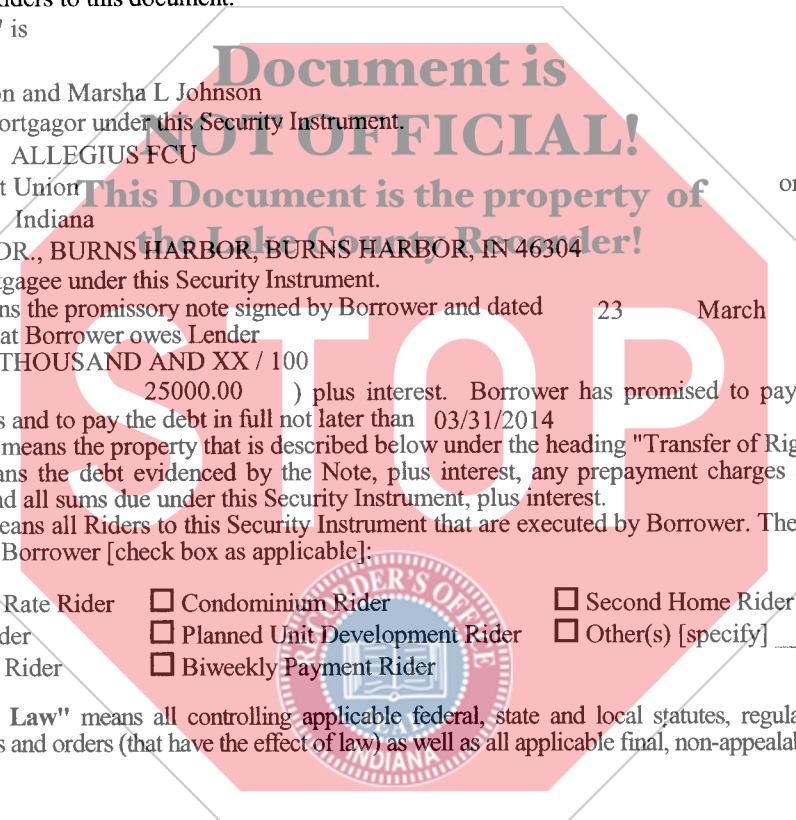 Riders to this document.
" is
Document is
on and Marsha L Johnson
ortgagor under this Security Instrument.
NOT OFFICIAL!
ALLEGIUS FCU
t Union
This Document is the property of
or
Indiana
the Lake County Recorder!
DR., BURNS HARBOR, BURNS HARBOR, IN 46304
tgagee under this Security Instrument.
ns the promissory note signed by Borrower and dated 23 March
at Borrower owes Lender
THOUSAND AND XX / 100
STOP
25000.00 ) plus interest. Borrower has promised to pay
s and to pay the debt in full not later than 03/31/2014
means the property that is described below under the heading "Transfer of Rig
ans the debt evidenced by the Note, plus interest, any prepayment charges
nd all sums due under this Security Instrument, plus interest.
eans all Riders to this Security Instrument that are executed by Borrower. The
Borrower [check box as applicable]:
Rate Rider ☐ Condominium Rider ☐ Second Home Rider
der ☐ Planned Unit Development Rider ☐ Other(s) [specify] __
Rider ☐ Biweekly Payment Rider
RECORDER'S OFFICE
SEAL
INDIANA
Law" means all controlling applicable federal, state and local statutes, regula
s and orders (that have the effect of law) as well as all applicable final, non-appealab